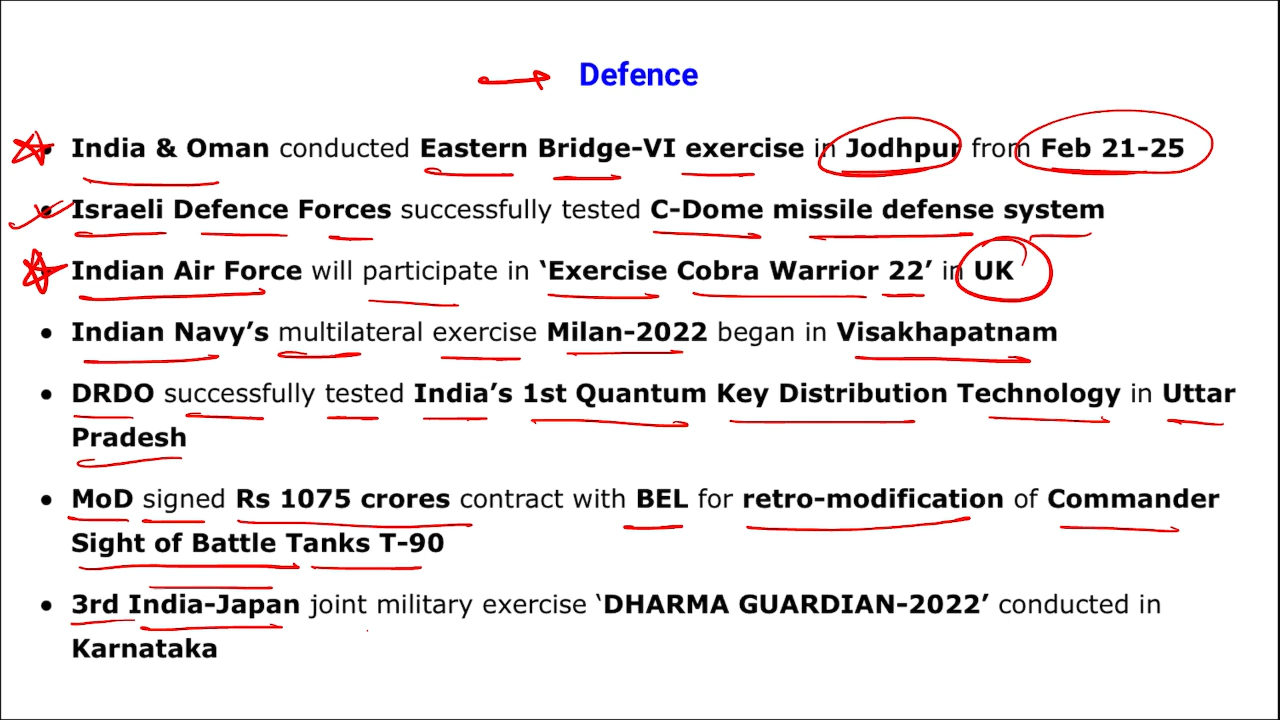 Defence
• India & Oman conducted Eastern Bridge-VI exercise in Jodhpur from Feb 21-25
• Israeli Defence Forces successfully tested C-Dome missile defense system
• Indian Air Force will participate in ‘Exercise Cobra Warrior 22’ in UK
• Indian Navy’s multilateral exercise Milan-2022 began in Visakhapatnam
• DRDO successfully tested India’s 1st Quantum Key Distribution Technology in Uttar
Pradesh
• MoD signed Rs 1075 crores contract with BEL for retro-modification of Commander
Sight of Battle Tanks T-90
• 3rd India-Japan joint military exercise ‘DHARMA GUARDIAN-2022’ conducted in
Karnataka